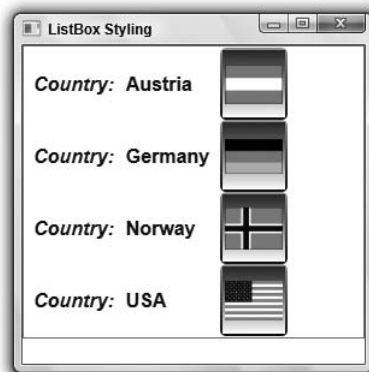 ListBox Styling
Country: Austria
Country: Germany
Country: Norway
Country: USA